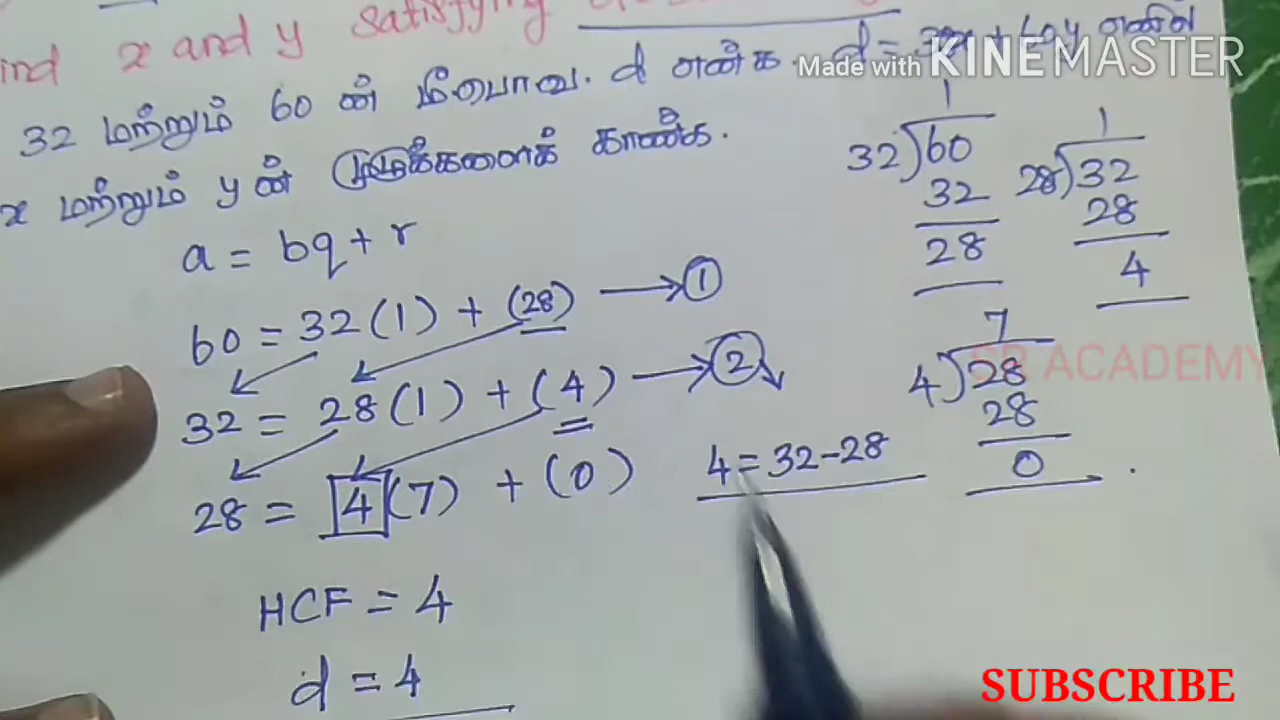 ind x and y satisfying
32 மற்றும் 60 ன் மீபொவ. d என்க. d = 32x + 60y எனில்
Made with KINEMASTER
x மற்றும் y ன் முழுக்களைக் காண்க.
a = bq + r
60 = 32 (1) + (28) → ①
32 = 28 (1) + (4) → ②
28 = 4 (7) + (0)
4 = 32 - 28
HCF = 4
d = 4
1
32)60
32
28
1
28)32
28
4
7
4)28
28
0
SR ACADEMY
SUBSCRIBE